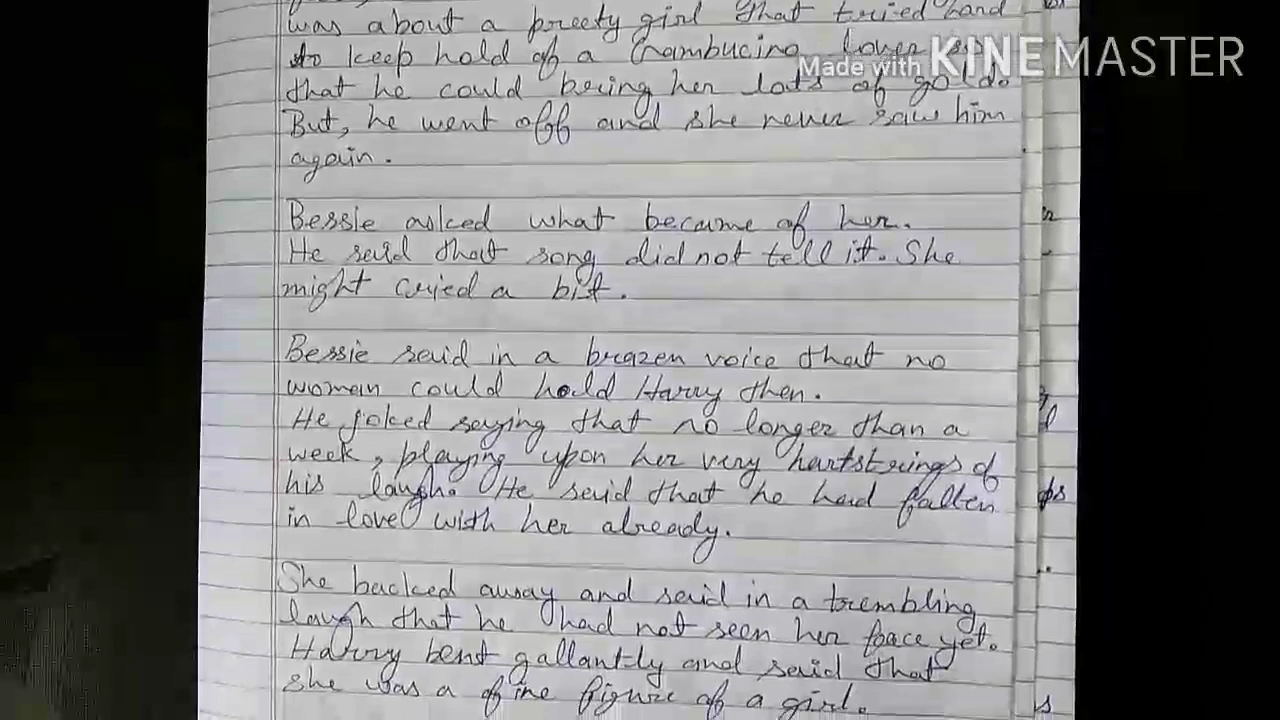 was about a preety girl that tried hard
to keep hold of a Gambucino lover so
that he could being her lots of gold.
But, he went off and she never saw him
again.
Bessie asked what became of her.
He said that song did not tell it. She
might cried a bit.
Bessie said in a brazen voice that no
woman could hold Harry then.
He joked saying that no longer than a
week, playing upon her very hartstrings of
his laugh. He said that he had fallen
in love with her already.
She backed away and said in a trembling
laugh that he had not seen her face yet.
Harry bent gallantly and said that
she was a fine figure of a girl.
Made with KINEMASTER